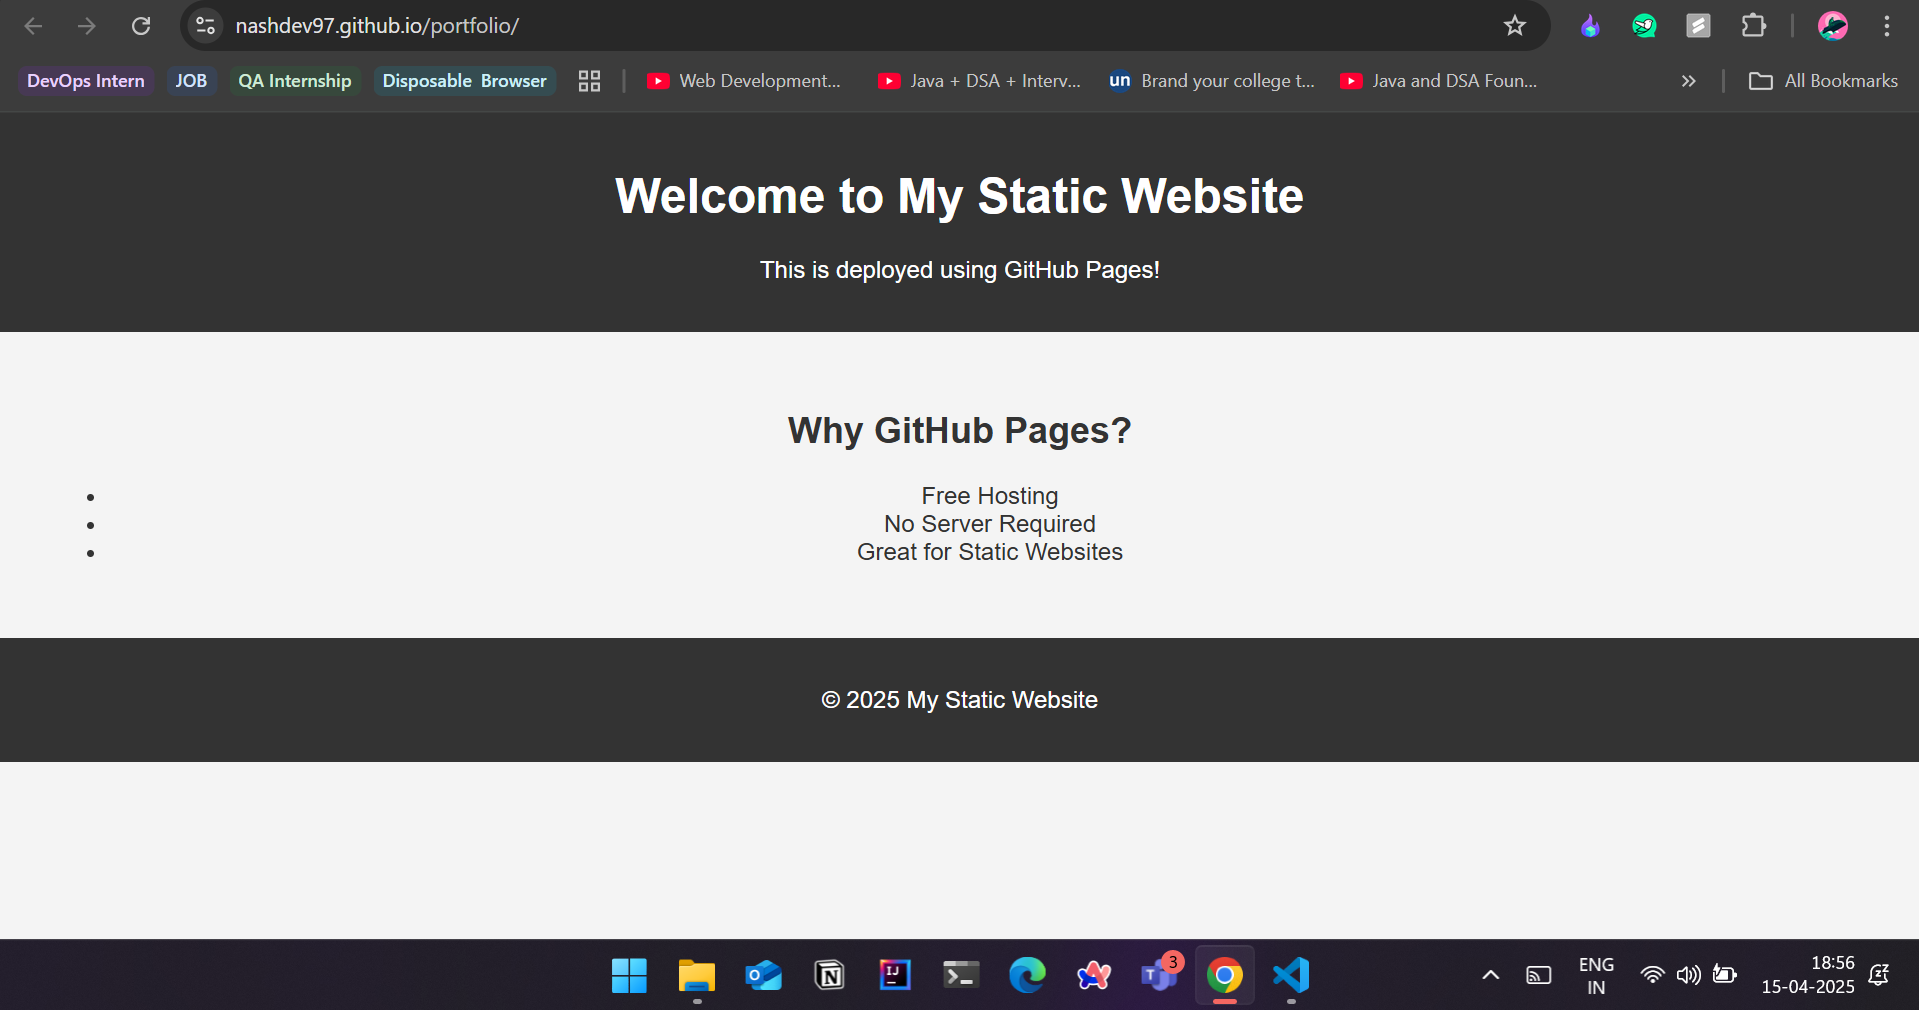 nashdev97.github.io/portfolio/
DevOps Intern JOB QA Internship Disposable Browser Web Development... Java + DSA + Interv... un Brand your college t... Java and DSA Foun... All Bookmarks
Welcome to My Static Website
This is deployed using GitHub Pages!
Why GitHub Pages?
• Free Hosting
• No Server Required
• Great for Static Websites
© 2025 My Static Website
3
ENG
IN
18:56
15-04-2025